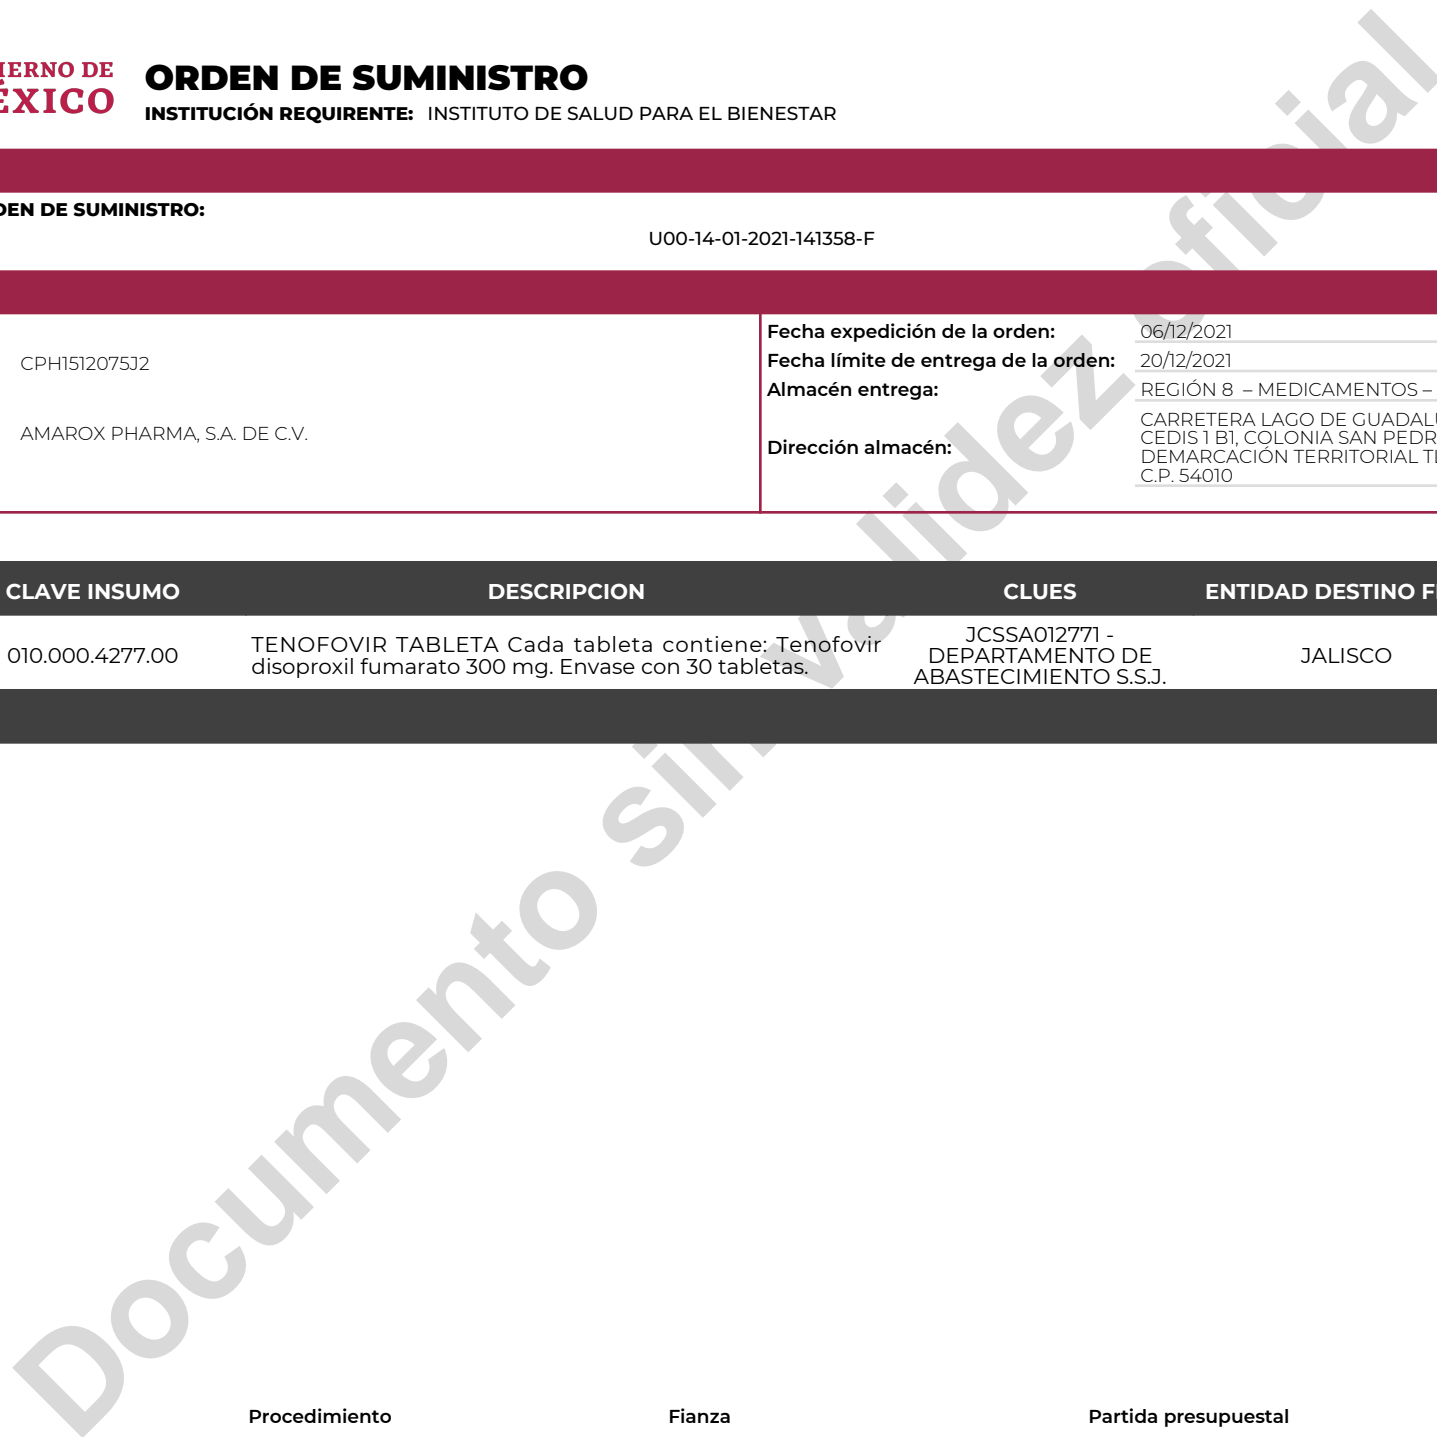 IERNO DE
ÉXICO
ORDEN DE SUMINISTRO
INSTITUCIÓN REQUIRENTE: INSTITUTO DE SALUD PARA EL BIENESTAR
DEN DE SUMINISTRO:
U00-14-01-2021-141358-F
CPH1512075J2
AMAROX PHARMA, S.A. DE C.V.
Fecha expedición de la orden: 06/12/2021
Fecha límite de entrega de la orden: 20/12/2021
Almacén entrega: REGIÓN 8 – MEDICAMENTOS –
Dirección almacén:
CARRETERA LAGO DE GUADALU
CEDIS 1 B1, COLONIA SAN PEDR
DEMARCACIÓN TERRITORIAL TL
C.P. 54010
CLAVE INSUMO DESCRIPCION CLUES ENTIDAD DESTINO FI
010.000.4277.00
TENOFOVIR TABLETA Cada tableta contiene: Tenofovir
disoproxil fumarato 300 mg. Envase con 30 tabletas.
JCSSA012771 -
DEPARTAMENTO DE
ABASTECIMIENTO S.S.J.
JALISCO
Documento sin validez oficial
Procedimiento Fianza Partida presupuestal